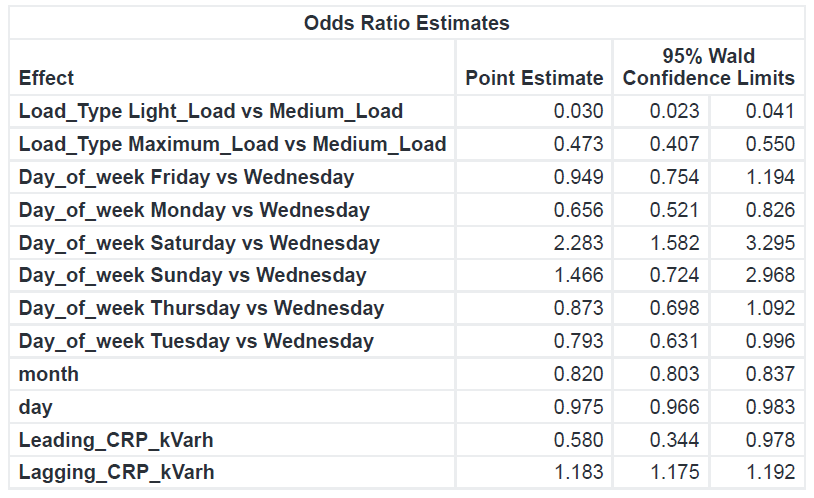 Odds Ratio Estimates
95% Wald
Effect Point Estimate Confidence Limits
Load_Type Light_Load vs Medium_Load 0.030 0.023 0.041
Load_Type Maximum_Load vs Medium_Load 0.473 0.407 0.550
Day_of_week Friday vs Wednesday 0.949 0.754 1.194
Day_of_week Monday vs Wednesday 0.656 0.521 0.826
Day_of_week Saturday vs Wednesday 2.283 1.582 3.295
Day_of_week Sunday vs Wednesday 1.466 0.724 2.968
Day_of_week Thursday vs Wednesday 0.873 0.698 1.092
Day_of_week Tuesday vs Wednesday 0.793 0.631 0.996
month 0.820 0.803 0.837
day 0.975 0.966 0.983
Leading_CRP_kVarh 0.580 0.344 0.978
Lagging_CRP_kVarh 1.183 1.175 1.192